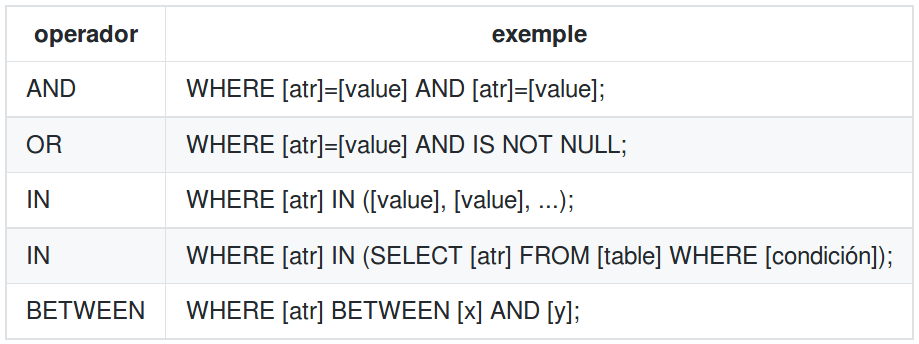 operador exemple
AND WHERE [atr]=[value] AND [atr]=[value];
OR WHERE [atr]=[value] AND IS NOT NULL;
IN WHERE [atr] IN ([value], [value], ...);
IN WHERE [atr] IN (SELECT [atr] FROM [table] WHERE [condición]);
BETWEEN WHERE [atr] BETWEEN [x] AND [y];